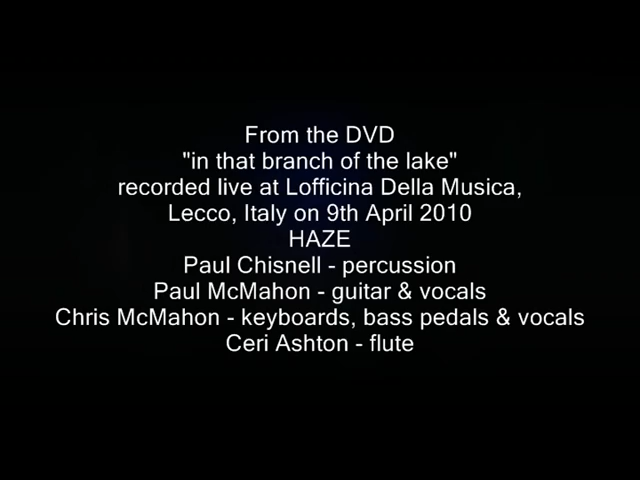 From the DVD
"in that branch of the lake"
recorded live at Lofficina Della Musica,
Lecco, Italy on 9th April 2010
HAZE
Paul Chisnell - percussion
Paul McMahon - guitar & vocals
Chris McMahon - keyboards, bass pedals & vocals
Ceri Ashton - flute